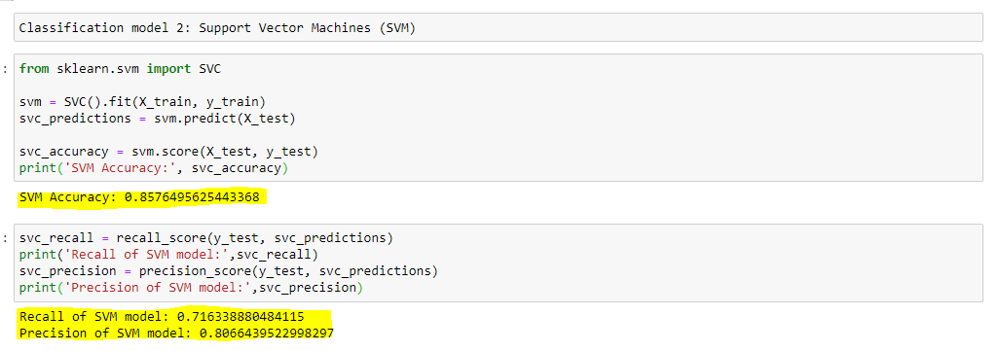 Classification model 2: Support Vector Machines (SVM)
: from sklearn.svm import SVC
svm = SVC().fit(X_train, y_train)
svc_predictions = svm.predict(X_test)
svc_accuracy = svm.score(X_test, y_test)
print('SVM Accuracy:', svc_accuracy)
SVM Accuracy: 0.8576495625443368
: svc_recall = recall_score(y_test, svc_predictions)
print('Recall of SVM model:',svc_recall)
svc_precision = precision_score(y_test, svc_predictions)
print('Precision of SVM model:',svc_precision)
Recall of SVM model: 0.716338880484115
Precision of SVM model: 0.8066439522998297